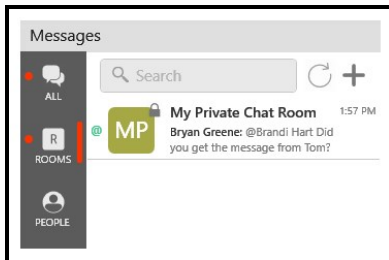 Messages
ALL
Search
@ MP
My Private Chat Room 1:57 PM
Bryan Greene: @Brandi Hart Did
you get the message from Tom?
R
ROOMS
PEOPLE